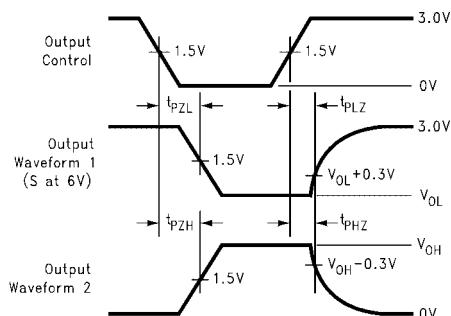 Output
Control
1.5V
1.5V
3.0V
0V
tPZL
tPLZ
Output
Waveform 1
(S at 6V)
1.5V
3.0V
VOL+0.3V
VOL
tPZH
tPHZ
Output
Waveform 2
1.5V
VOH
VOH−0.3V
0V